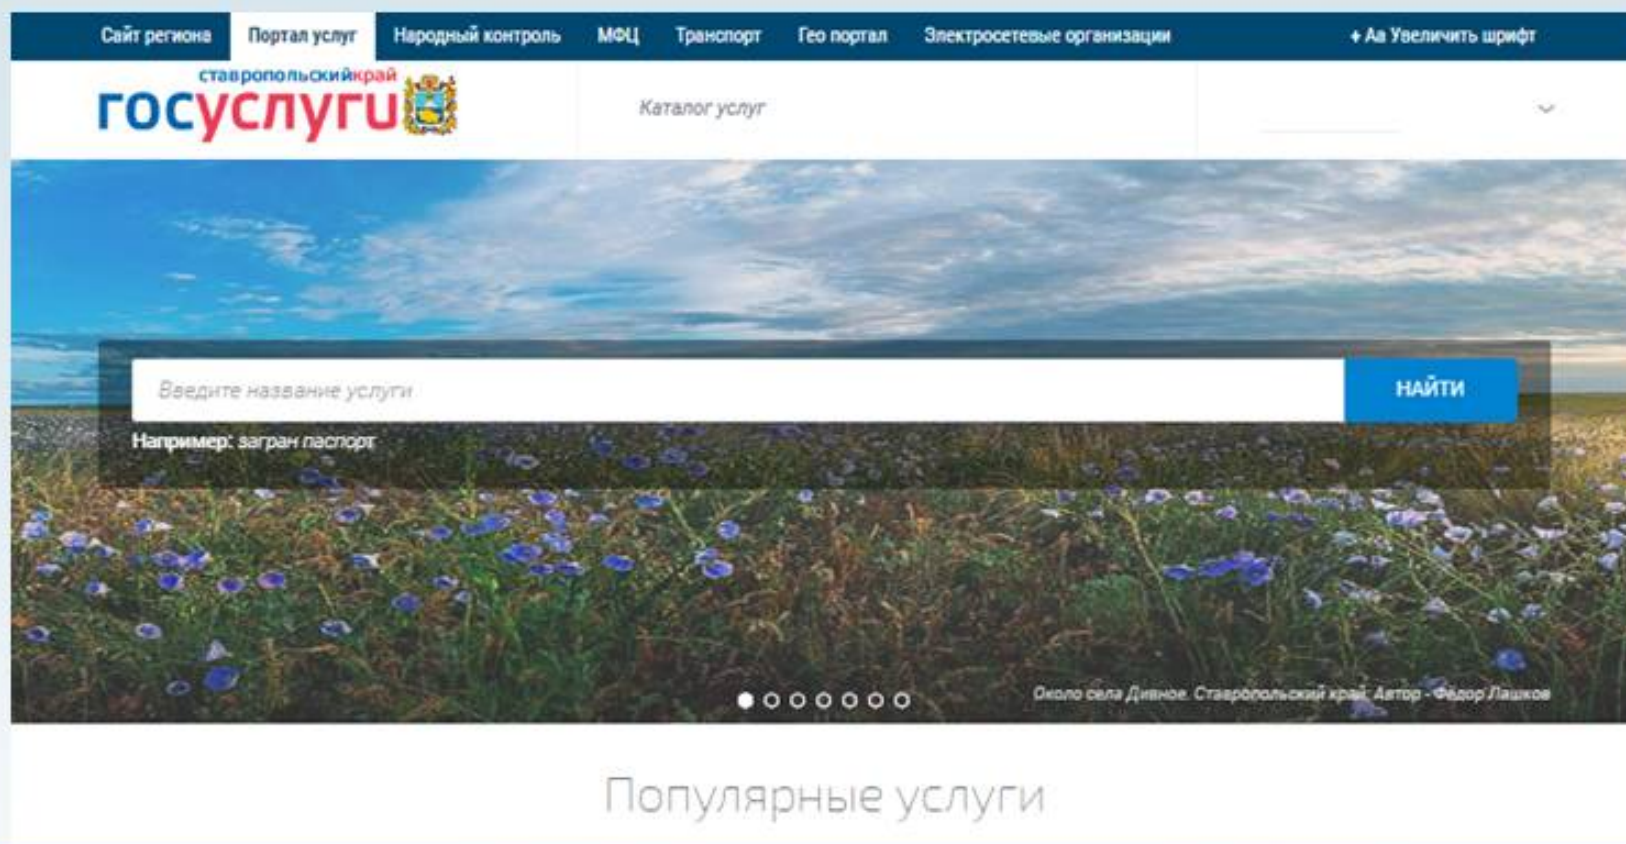 Сайт региона Портал услуг Народный контроль МФЦ Транспорт Гео портал Электросетевые организации + Аа Увеличить шрифт
ставропольскийкрай
госуслуги
Каталог услуг
Введите название услуги
НАЙТИ
Например: загран паспорт
Около села Дивное. Ставропольский край. Автор - Федор Лашков
Популярные услуги